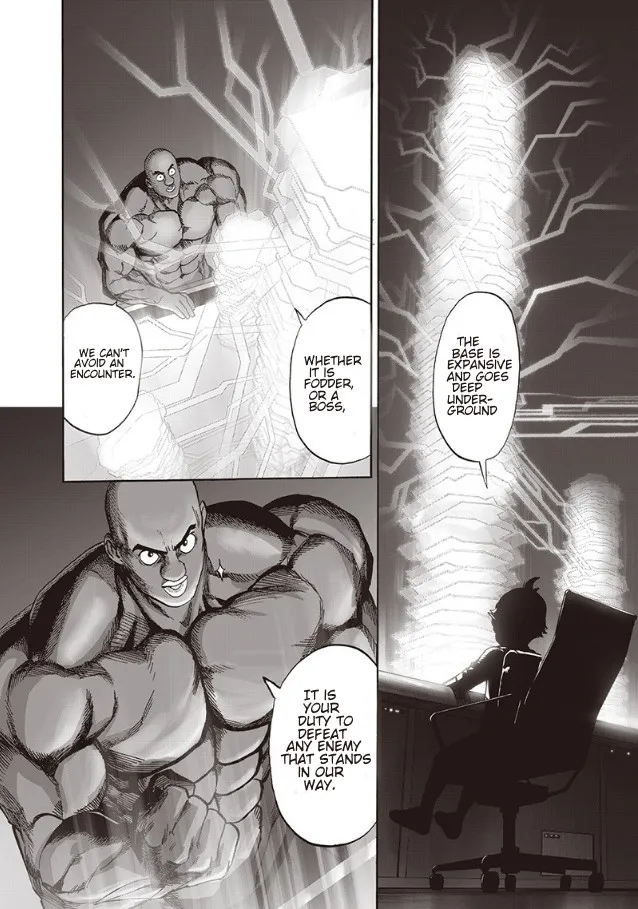 THE
BASE IS
EXPANSIVE
AND GOES
DEEP
UNDER-
GROUND
WHETHER
IT IS
FODDER,
OR A
BOSS,
WE CAN'T
AVOID AN
ENCOUNTER.
IT IS
YOUR
DUTY TO
DEFEAT
ANY ENEMY
THAT STANDS
IN OUR
WAY.